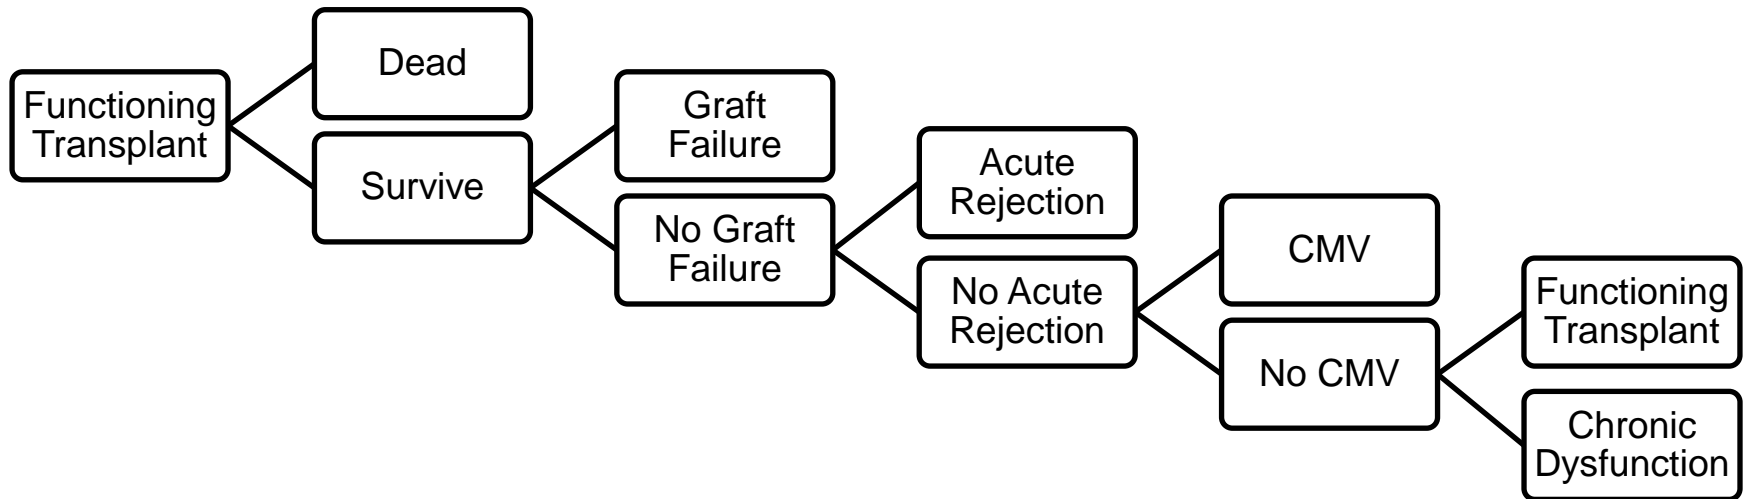 Functioning
Transplant
Dead
Survive
Graft
Failure
No Graft
Failure
Acute
Rejection
No Acute
Rejection
CMV
No CMV
Functioning
Transplant
Chronic
Dysfunction